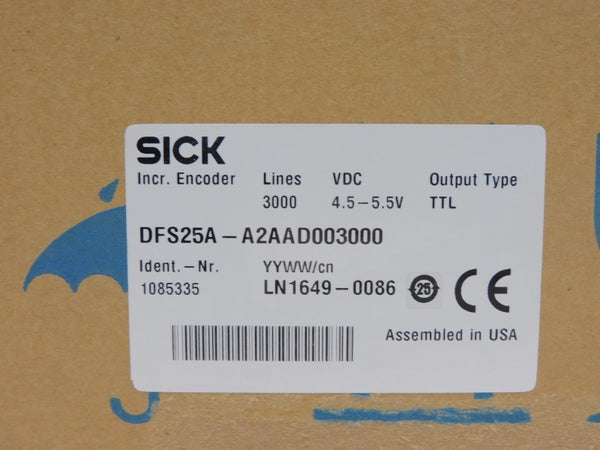 SICK
Incr. Encoder Lines VDC Output Type
3000 4.5-5.5V TTL
DFS25A-A2AAD003000
Ident.-Nr. YYWW/cn
1085335 LN1649-0086 25 CE
Assembled in USA